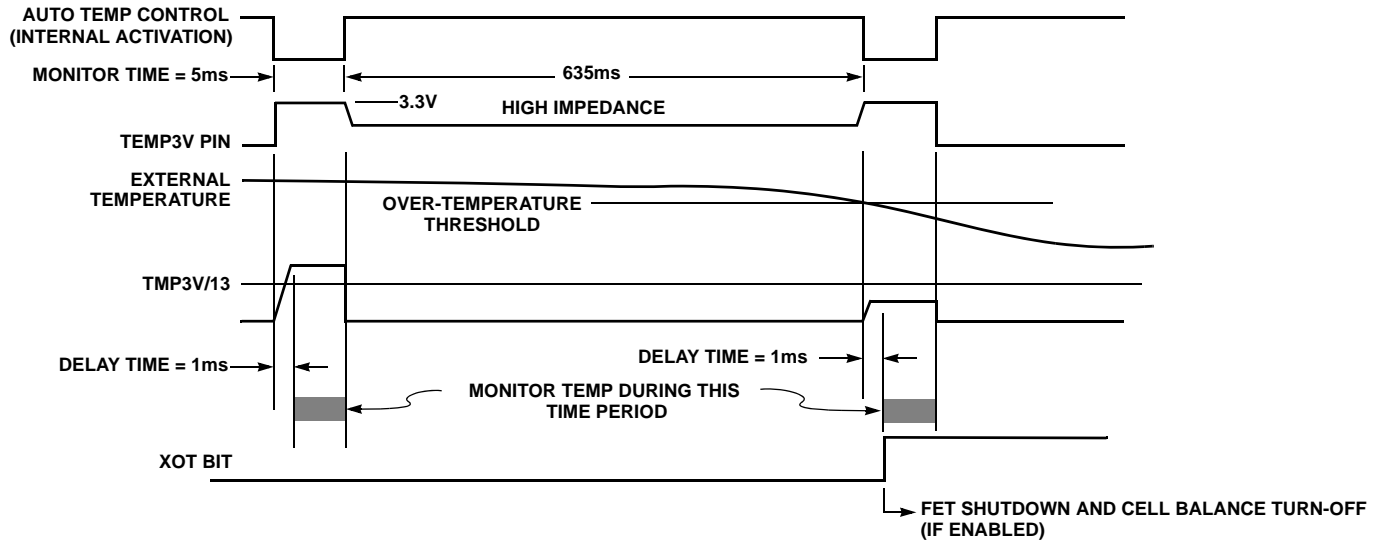 AUTO TEMP CONTROL
(INTERNAL ACTIVATION)
MONITOR TIME = 5ms
635ms
3.3V
HIGH IMPEDANCE
TEMP3V PIN
EXTERNAL
TEMPERATURE
OVER-TEMPERATURE
THRESHOLD
TMP3V/13
DELAY TIME = 1ms
DELAY TIME = 1ms
MONITOR TEMP DURING THIS
TIME PERIOD
XOT BIT
FET SHUTDOWN AND CELL BALANCE TURN-OFF
(IF ENABLED)